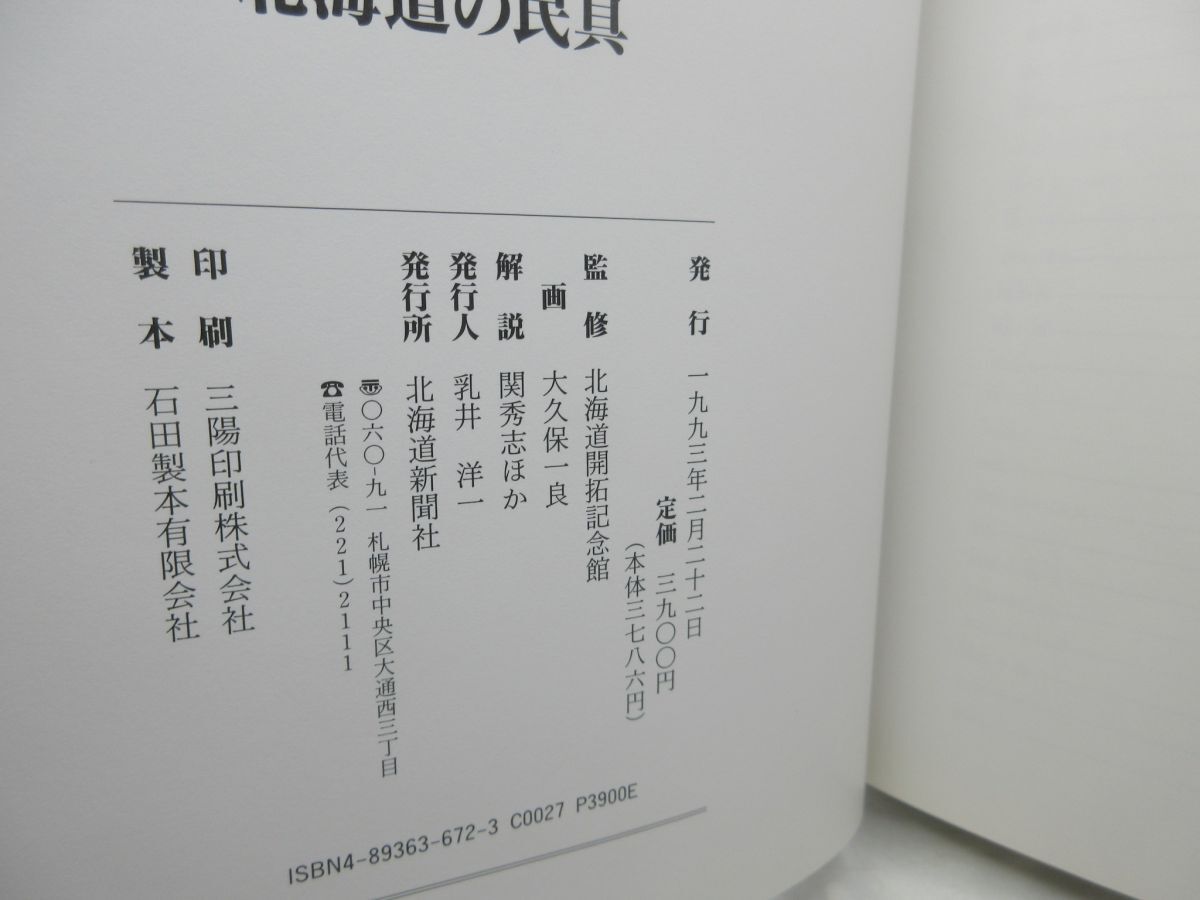 北海道の民具
発行 一九九三年二月二十二日
定価 三九〇〇円
(本体三七八六円)
監修 北海道開拓記念館
画 大久保一良
解説 関秀志ほか
発行人 乳井 洋一
発行所 北海道新聞社
〒〇六〇-九一 札幌市中央区大通西三丁目
☎電話代表(221)2111
印刷 三陽印刷株式会社
製本 石田製本有限会社
ISBN4-89363-672-3 C0027 P3900E